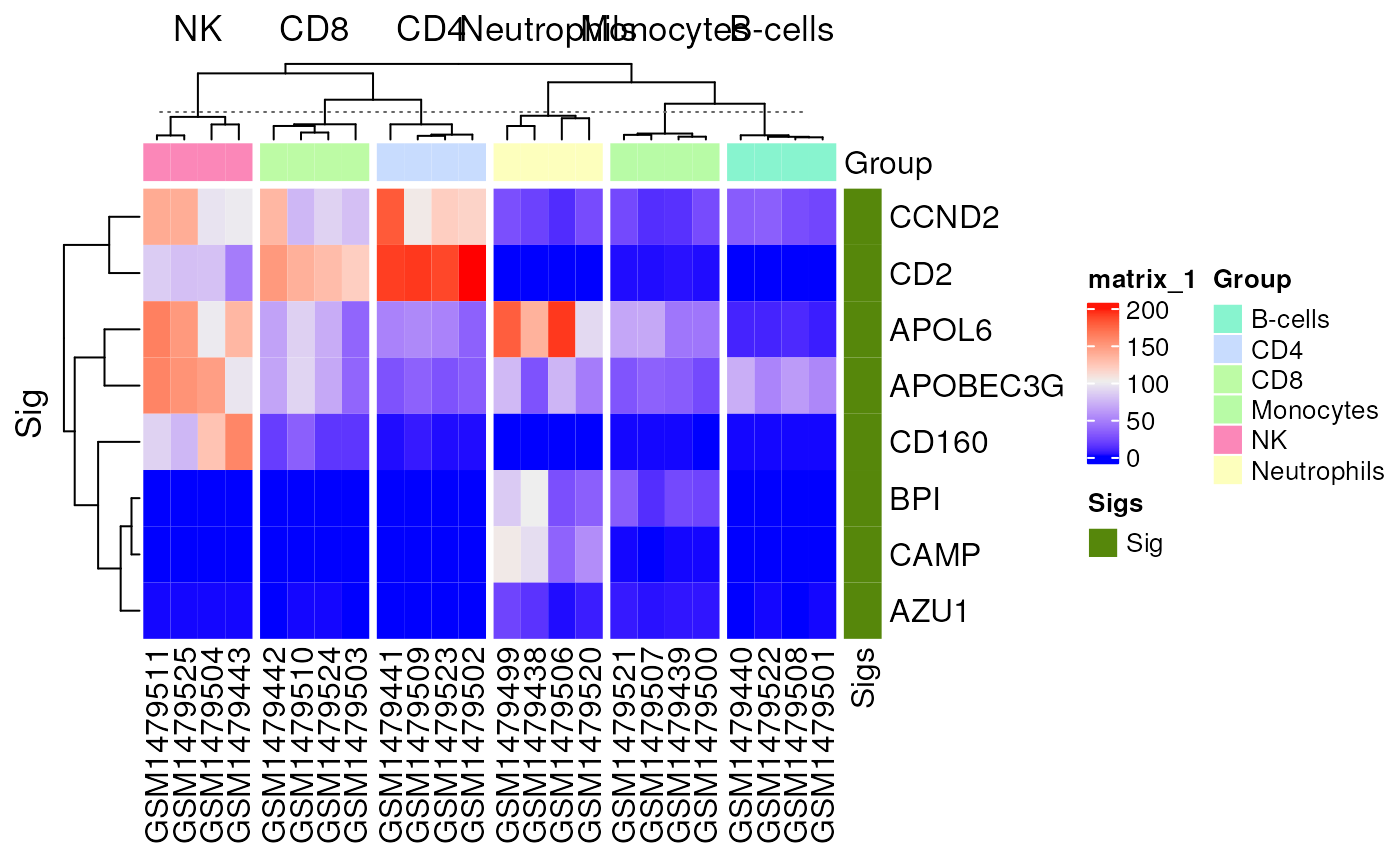 NK CD8 CD4 Neutrophils Monocytes B-cells
Group
CCND2
CD2
APOL6
APOBEC3G
CD160
BPI
CAMP
AZU1
Sig
GSM1479511
GSM1479525
GSM1479504
GSM1479443
GSM1479442
GSM1479510
GSM1479524
GSM1479503
GSM1479441
GSM1479509
GSM1479523
GSM1479502
GSM1479499
GSM1479438
GSM1479506
GSM1479520
GSM1479521
GSM1479507
GSM1479439
GSM1479500
GSM1479440
GSM1479522
GSM1479508
GSM1479501
Sigs
matrix_1
200
150
100
50
0
Sigs
Sig
Group
B-cells
CD4
CD8
Monocytes
NK
Neutrophils